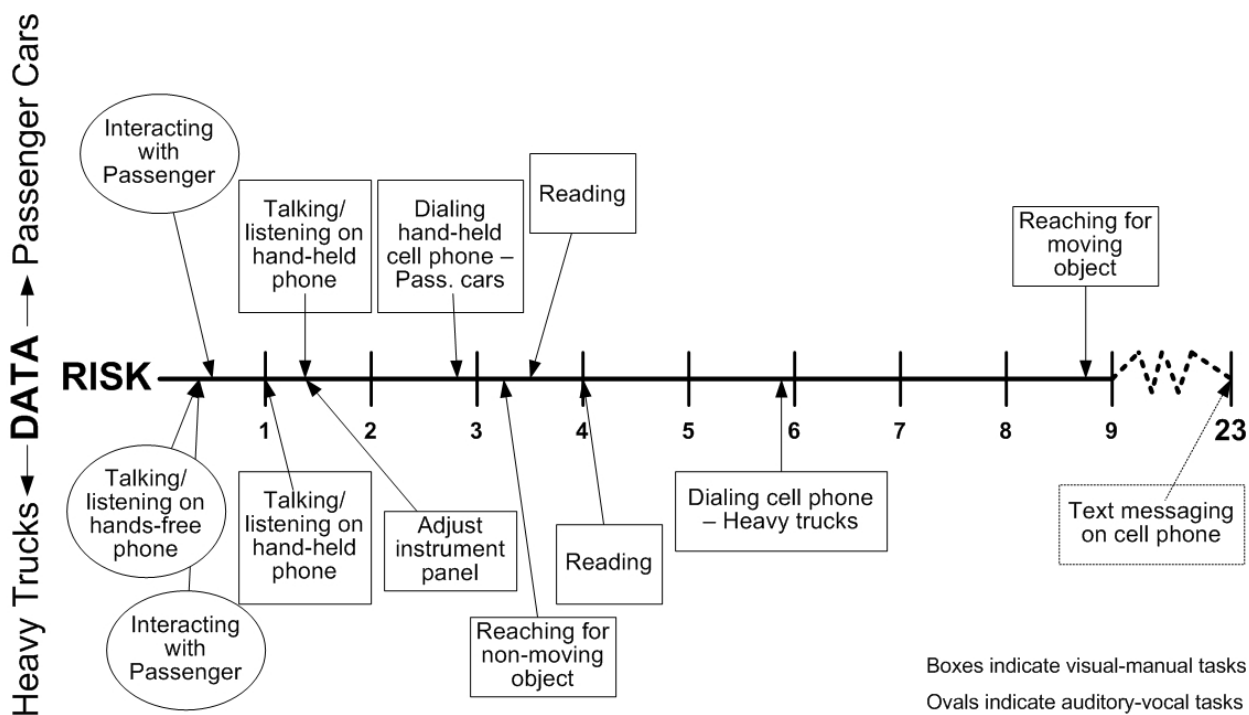 Heavy Trucks ← DATA → Passenger Cars
Interacting
with
Passenger
Talking/
listening on
hand-held
phone
Dialing
hand-held
cell phone –
Pass. cars
Reading
Reaching for
moving
object
RISK
1
2
3
4
5
6
7
8
9
23
Talking/
listening on
hands-free
phone
Talking/
listening on
hand-held
phone
Adjust
instrument
panel
Reading
Dialing cell phone
– Heavy trucks
Text messaging
on cell phone
Interacting
with
Passenger
Reaching for
non-moving
object
Boxes indicate visual-manual tasks
Ovals indicate auditory-vocal tasks